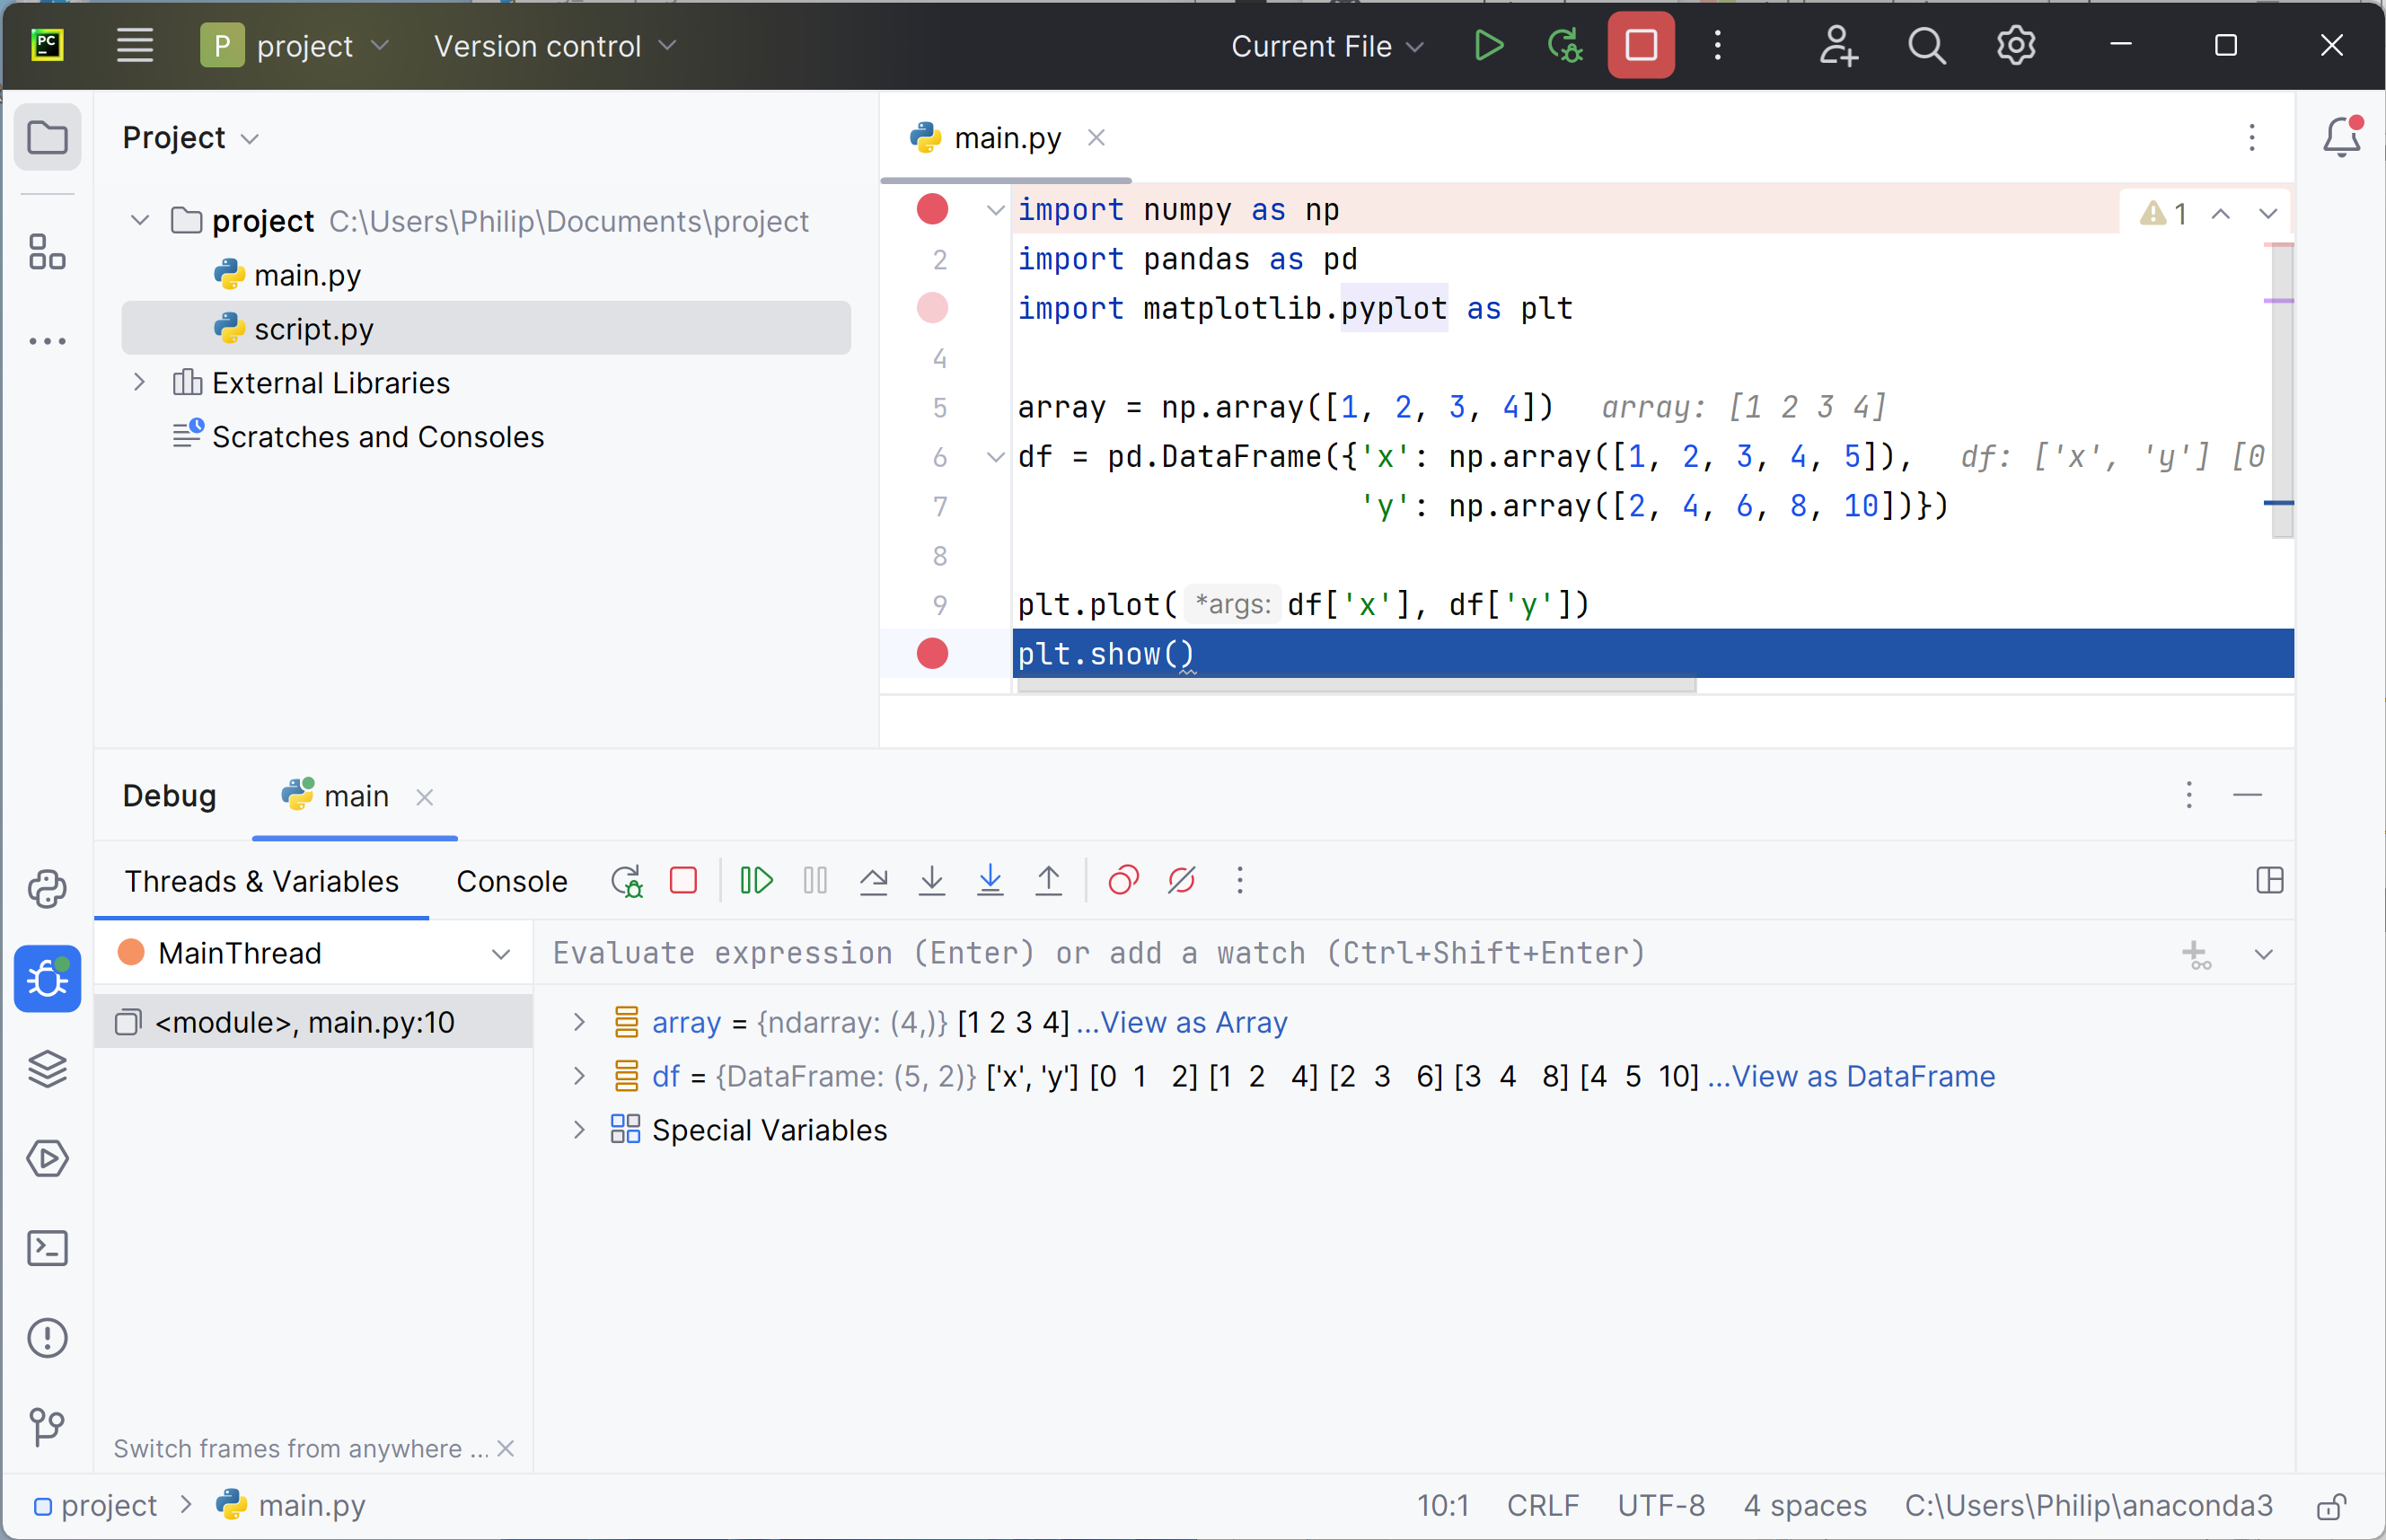 PC
P project Version control Current File
Project
project C:\Users\Philip\Documents\project
main.py
script.py
External Libraries
Scratches and Consoles
main.py
import numpy as np 1
2 import pandas as pd
import matplotlib.pyplot as plt
4
5 array = np.array([1, 2, 3, 4]) array: [1 2 3 4]
6 df = pd.DataFrame({'x': np.array([1, 2, 3, 4, 5]), df: ['x', 'y'] [0
7 'y': np.array([2, 4, 6, 8, 10])})
8
9 plt.plot( *args: df['x'], df['y'])
plt.show()
Debug main
Threads & Variables Console
MainThread
Evaluate expression (Enter) or add a watch (Ctrl+Shift+Enter)
<module>, main.py:10
array = {ndarray: (4,)} [1 2 3 4] ...View as Array
df = {DataFrame: (5, 2)} ['x', 'y'] [0 1 2] [1 2 4] [2 3 6] [3 4 8] [4 5 10] ...View as DataFrame
Special Variables
Switch frames from anywhere ...
project main.py 10:1 CRLF UTF-8 4 spaces C:\Users\Philip\anaconda3